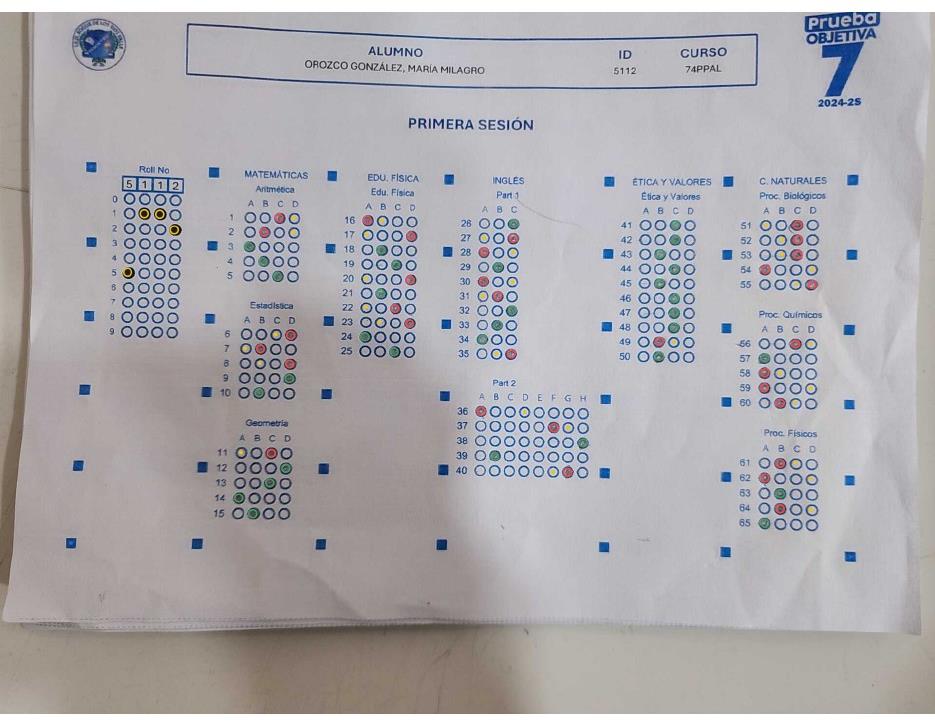 Prueba
OBJETIVA
7
2024-25
ALUMNO ID CURSO
OROZCO GONZÁLEZ, MARÍA MILAGRO 5112 74PPAL
PRIMERA SESIÓN
Roll No
5 1 1 2
0
1
2
3
4
5
6
7
8
9
MATEMÁTICAS
Aritmética
A B C D
1
2
3
4
5
Estadística
A B C D
6
7
8
9
10
Geometría
A B C D
11
12
13
14
15
EDU. FÍSICA
Edu. Física
A B C D
16
17
18
19
20
21
22
23
24
25
INGLÉS
Part 1
A B C
26
27
28
29
30
31
32
33
34
35
Part 2
A B C D E F G H
36
37
38
39
40
ÉTICA Y VALORES
Ética y Valores
A B C D
41
42
43
44
45
46
47
48
49
50
C. NATURALES
Proc. Biológicos
A B C D
51
52
53
54
55
Proc. Químicos
A B C D
56
57
58
59
60
Proc. Físicos
A B C D
61
62
63
64
65